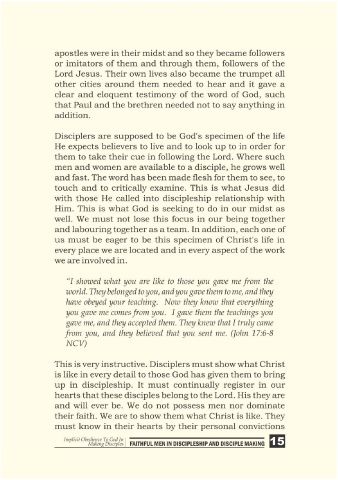 apostles were in their midst and so they became followers
or imitators of them and through them, followers of the
Lord Jesus. Their own lives also became the trumpet all
other cities around them needed to hear and it gave a
clear and eloquent testimony of the word of God, such
that Paul and the brethren needed not to say anything in
addition.
Disciplers are supposed to be God's specimen of the life
He expects believers to live and to look up to in order for
them to take their cue in following the Lord. Where such
men and women are available to a disciple, he grows well
and fast. The word has been made flesh for them to see, to
touch and to critically examine. This is what Jesus did
with those He called into discipleship relationship with
Him. This is what God is seeking to do in our midst as
well. We must not lose this focus in our being together
and labouring together as a team. In addition, each one of
us must be eager to be this specimen of Christ's life in
every place we are located and in every aspect of the work
we are involved in.
"I showed what you are like to those you gave me from the
world. They belonged to you, and you gave them to me, and they
have obeyed your teaching. Now they know that everything
you gave me comes from you. I gave them the teachings you
gave me, and they accepted them. They knew that I truly came
from you, and they believed that you sent me. (John 17:6-8
NCV)
This is very instructive. Disciplers must show what Christ
is like in every detail to those God has given them to bring
up in discipleship. It must continually register in our
hearts that these disciples belong to the Lord. His they are
and will ever be. We do not possess men nor dominate
their faith. We are to show them what Christ is like. They
must know in their hearts by their personal convictions
Implicit Obedience To God In
Making Disciples
FAITHFUL MEN IN DISCIPLESHIP AND DISCIPLE MAKING 15